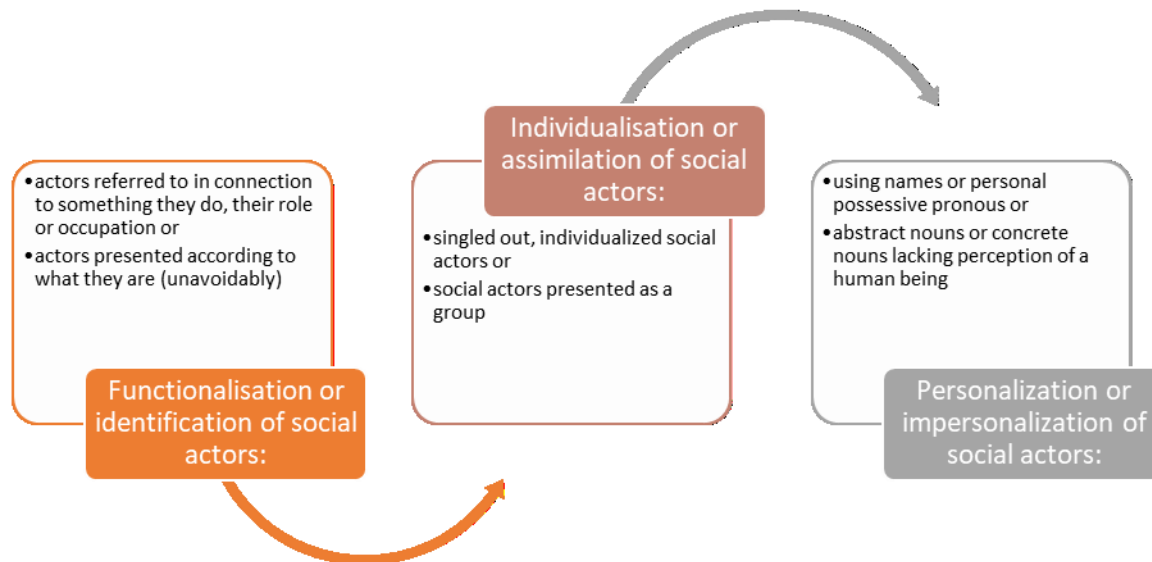 •actors referred to in connection
to something they do, their role
or occupation or
•actors presented according to
what they are (unavoidably)
Functionalisation or
identification of social
actors:
Individualisation or
assimilation of social
actors:
•singled out, individualized social
actors or
•social actors presented as a
group
•using names or personal
possessive pronous or
•abstract nouns or concrete
nouns lacking perception of a
human being
Personalization or
impersonalization of
social actors: